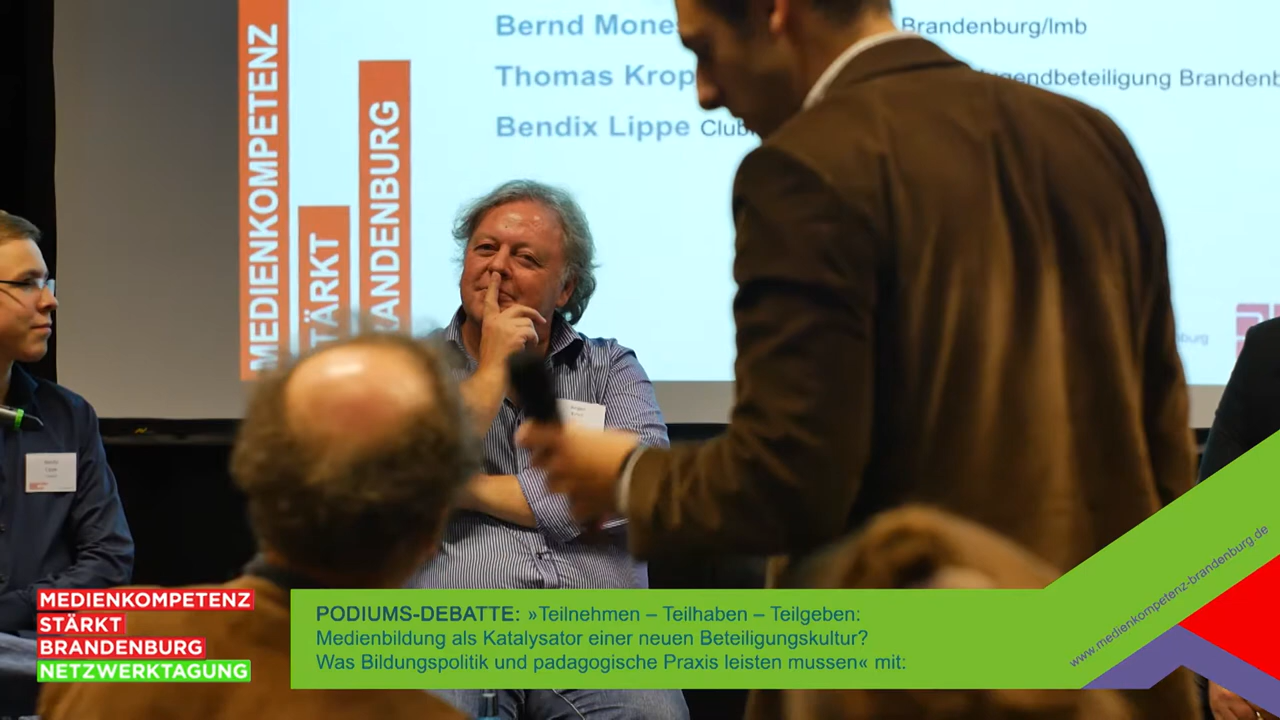 Bernd Mones
Brandenburg/lmb
Thomas Krop
Jugendbeteiligung Brandenb
Bendix Lippe Club
MEDIENKOMPETENZ
STÄRKT
BRANDENBURG
MEDIENKOMPETENZ
STÄRKT
BRANDENBURG
NETZWERKTAGUNG
PODIUMS-DEBATTE: »Teilnehmen – Teilhaben – Teilgeben:
Medienbildung als Katalysator einer neuen Beteiligungskultur?
Was Bildungspolitik und padagogische Praxis leisten mussen« mit:
www.medienkompetenz-brandenburg.de